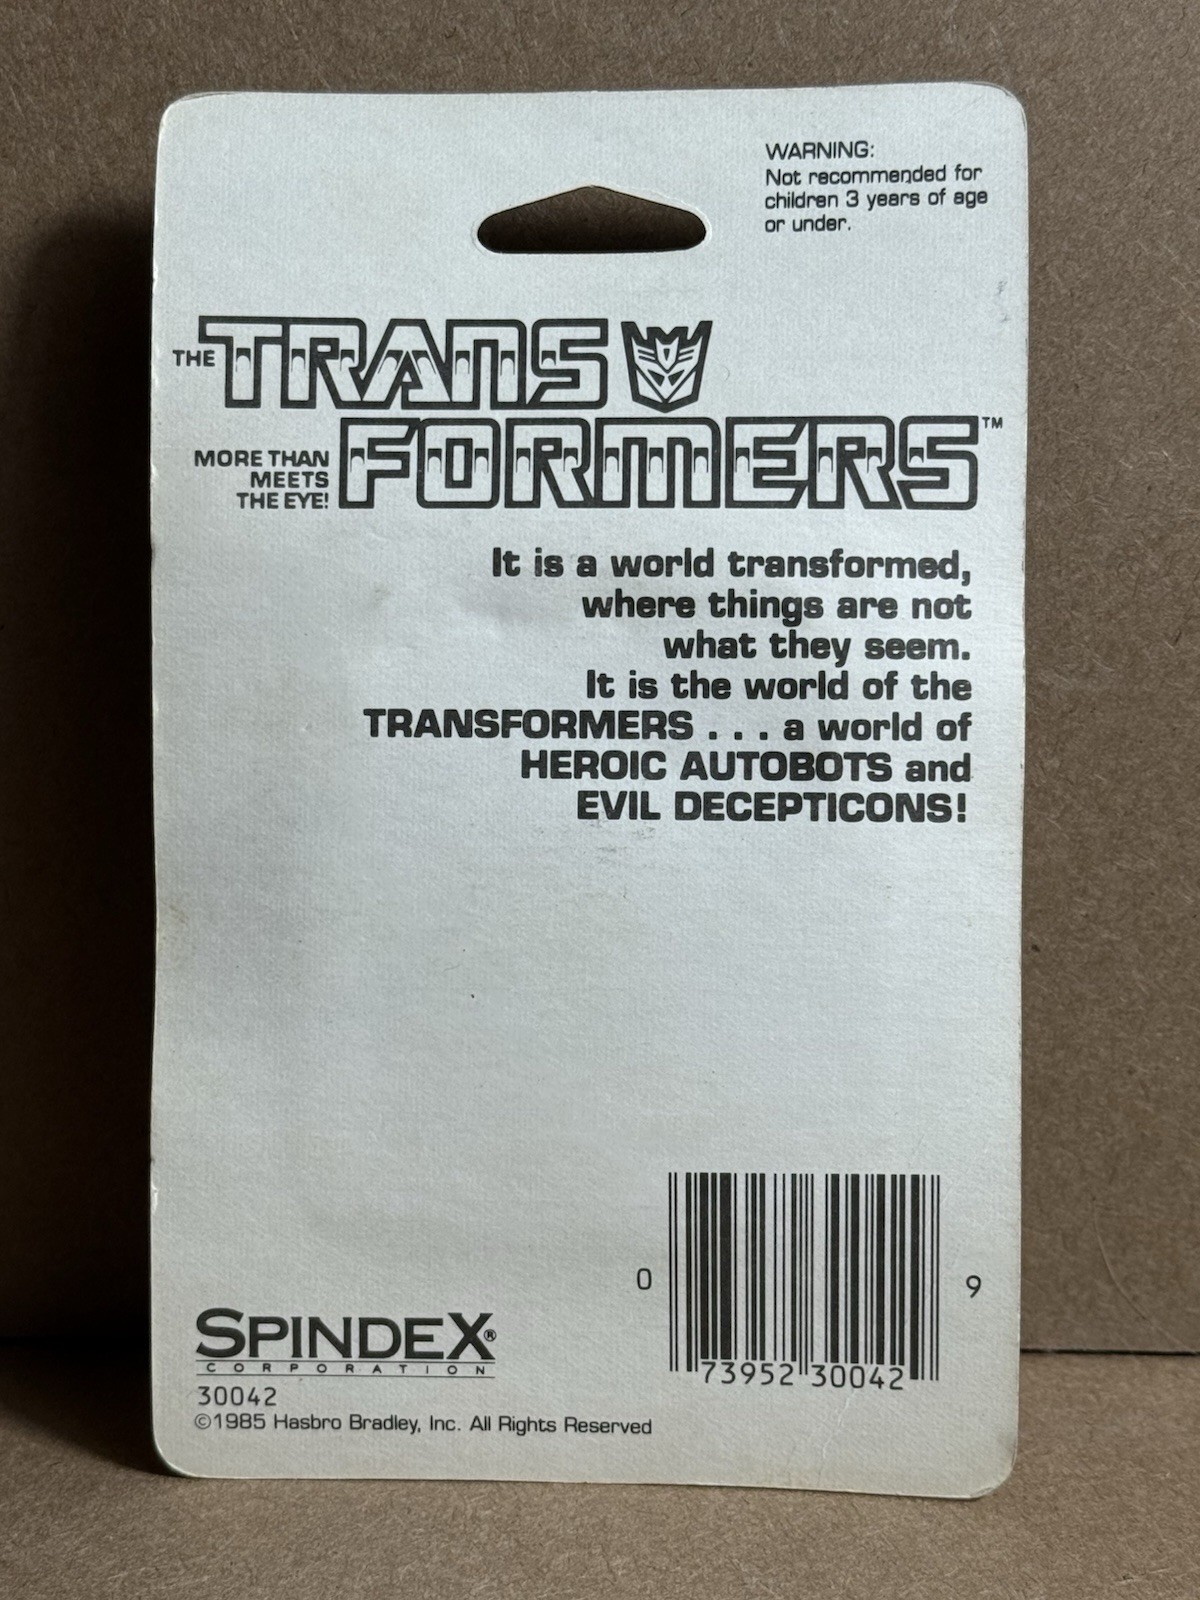 WARNING:
Not recommended for
children 3 years of age
or under.
THE TRANS
FORMERS™
MORE THAN
MEETS
THE EYE!
It is a world transformed,
where things are not
what they seem.
It is the world of the
TRANSFORMERS . . . a world of
HEROIC AUTOBOTS and
EVIL DECEPTICONS!
0 73952 30042 9
SPINDEX®
CORPORATION
30042
©1985 Hasbro Bradley, Inc. All Rights Reserved